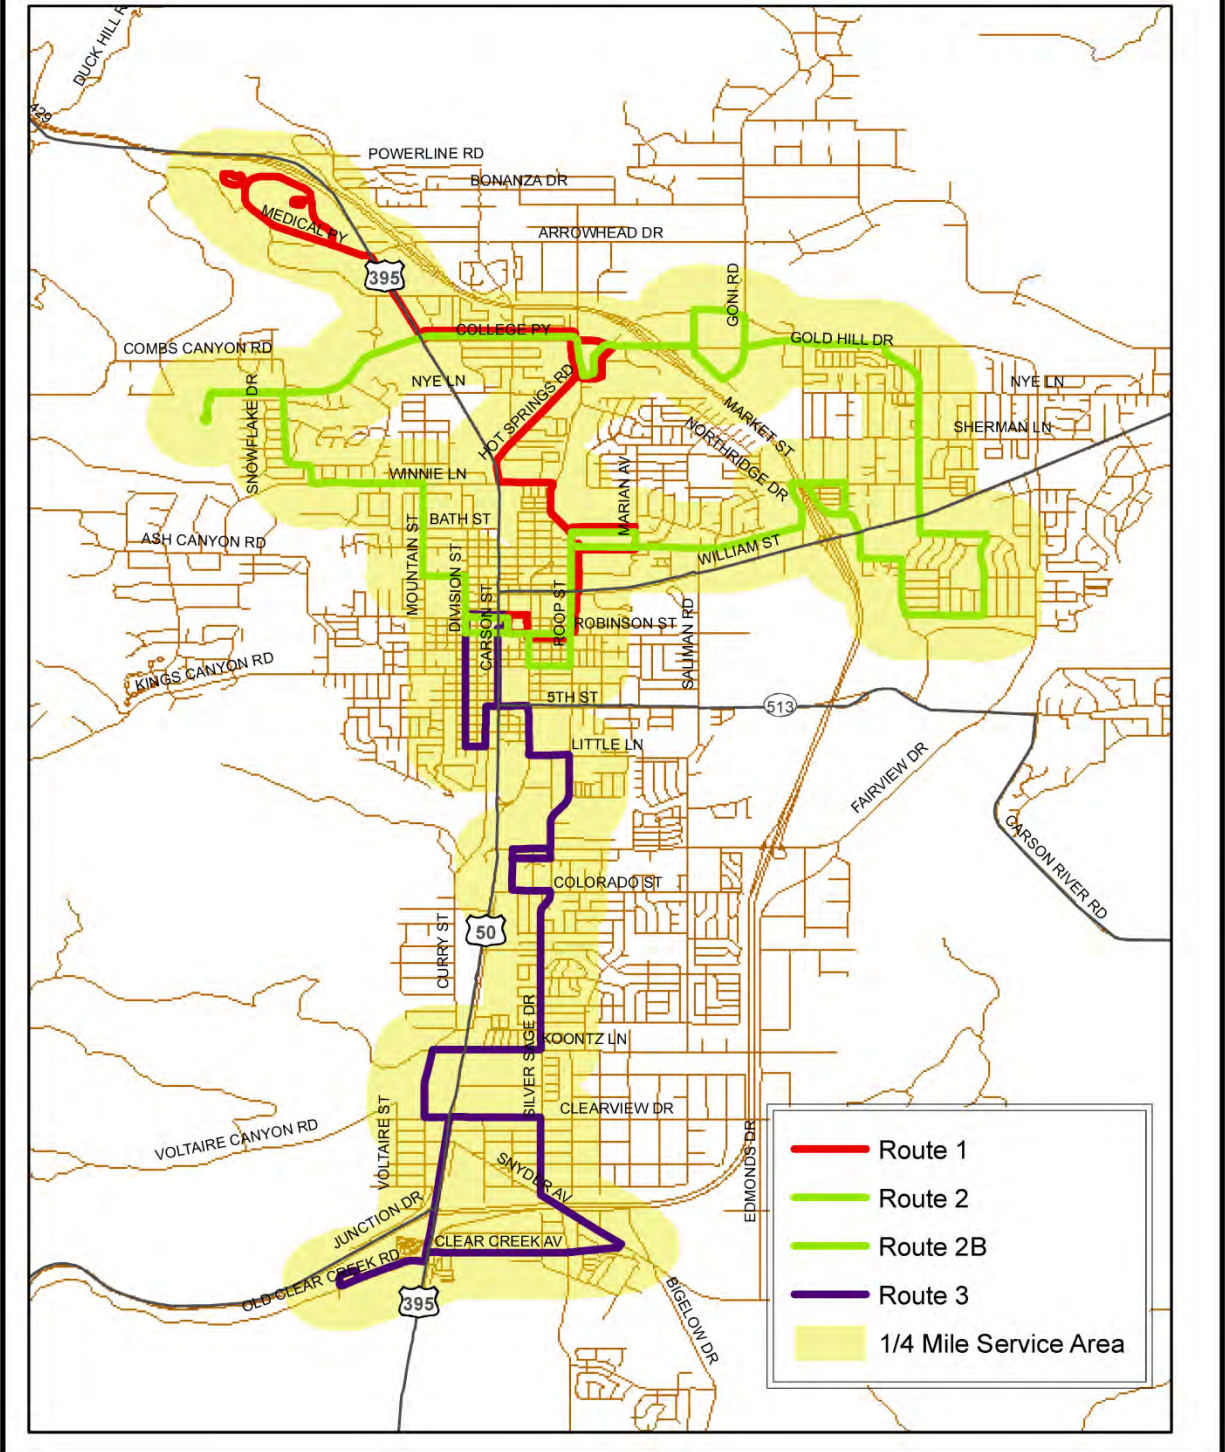 DUCK HILL R
429
POWERLINE RD
BONANZA DR
MEDICAL PY
ARROWHEAD DR
395
GONI RD
COLLEGE PY
GOLD HILL DR
COMBS CANYON RD
SNOWFLAKE DR
NYE LN
HOT SPRINGS RD
NYE LN
MARKET ST
NORTHRIDGE DR
SHERMAN LN
WINNIE LN
MARIAN AV
BATH ST
MOUNTAIN ST
ASH CANYON RD
WILLIAM ST
DIVISION ST
CARSON ST
ROOP ST
ROBINSON ST
SALIMAN RD
KINGS CANYON RD
5TH ST
513
LITTLE LN
FAIRVIEW DR
CARSON RIVER RD
COLORADO ST
50
CURRY ST
SILVER SAGE DR
KOONTZ LN
VOLTAIRE ST
CLEARVIEW DR
VOLTAIRE CANYON RD
EDMONDS DR
SNYDER AV
JUNCTION DR
CLEAR CREEK AV
OLD CLEAR CREEK RD
395
BIGELOW DR
Route 1
Route 2
Route 2B
Route 3
1/4 Mile Service Area